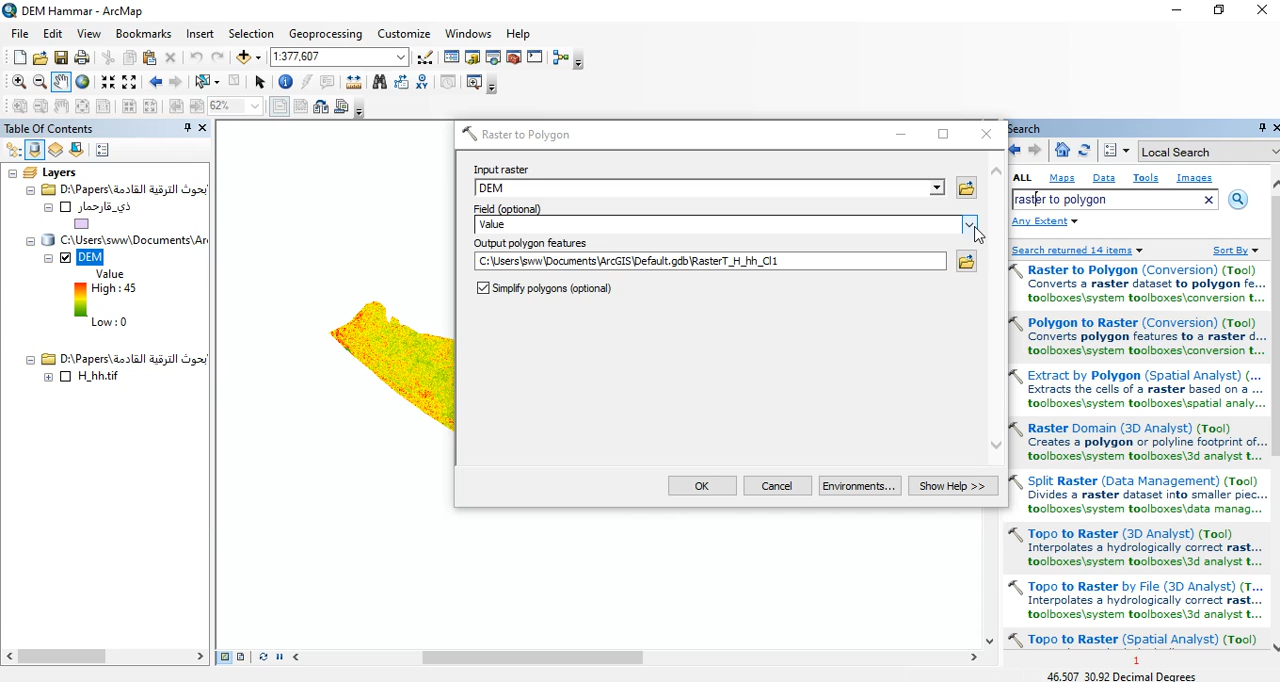 DEM Hammar - ArcMap
File Edit View Bookmarks Insert Selection Geoprocessing Customize Windows Help
1:377,607
62%
Table Of Contents
Layers
D:\Papers\بحوث الترقية القادمة
ذي_قارحمار
C:\Users\sww\Documents\Ar
DEM
Value
High : 45
Low : 0
D:\Papers\بحوث الترقية القادمة
H_hh.tif
Raster to Polygon
Input raster
DEM
Field (optional)
Value
Output polygon features
C:\Users\sww\Documents\ArcGIS\Default.gdb\RasterT_H_hh_Cl1
Simplify polygons (optional)
OK Cancel Environments... Show Help >>
Search
Local Search
ALL Maps Data Tools Images
raster to polygon
Any Extent
Search returned 14 items Sort By
Raster to Polygon (Conversion) (Tool)
Converts a raster dataset to polygon fe...
toolboxes\system toolboxes\conversion t...
Polygon to Raster (Conversion) (Tool)
Converts polygon features to a raster d...
toolboxes\system toolboxes\conversion t...
Extract by Polygon (Spatial Analyst) (...
Extracts the cells of a raster based on a ...
toolboxes\system toolboxes\spatial analy...
Raster Domain (3D Analyst) (Tool)
Creates a polygon or polyline footprint of...
toolboxes\system toolboxes\3d analyst t...
Split Raster (Data Management) (Tool)
Divides a raster dataset into smaller piec...
toolboxes\system toolboxes\data manag...
Topo to Raster (3D Analyst) (Tool)
Interpolates a hydrologically correct rast...
toolboxes\system toolboxes\3d analyst t...
Topo to Raster by File (3D Analyst) (T...
Interpolates a hydrologically correct rast...
toolboxes\system toolboxes\3d analyst t...
Topo to Raster (Spatial Analyst) (Tool)
1
46.507 30.92 Decimal Degrees